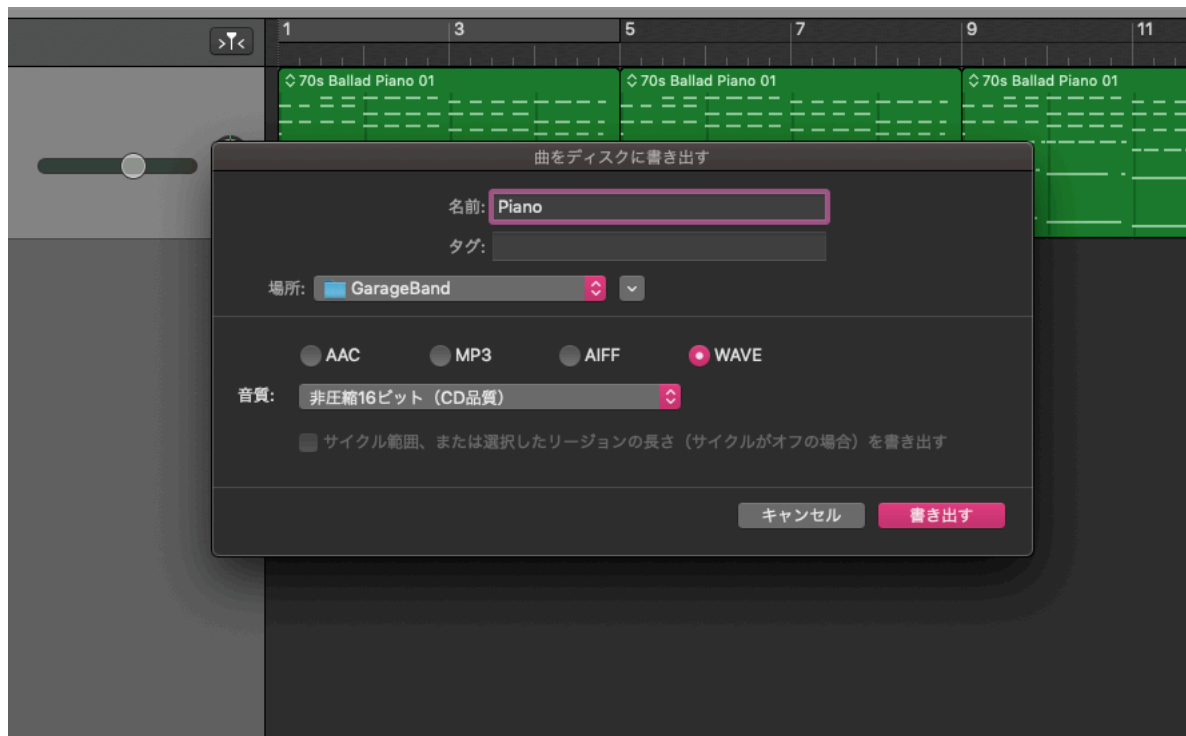 1 3 5 7 9 11
70s Ballad Piano 01 70s Ballad Piano 01 70s Ballad Piano 01
曲をディスクに書き出す
名前: Piano
タグ:
場所: GarageBand
AAC MP3 AIFF WAVE
音質: 非圧縮16ビット（CD品質）
サイクル範囲、または選択したリージョンの長さ（サイクルがオフの場合）を書き出す
キャンセル 書き出す